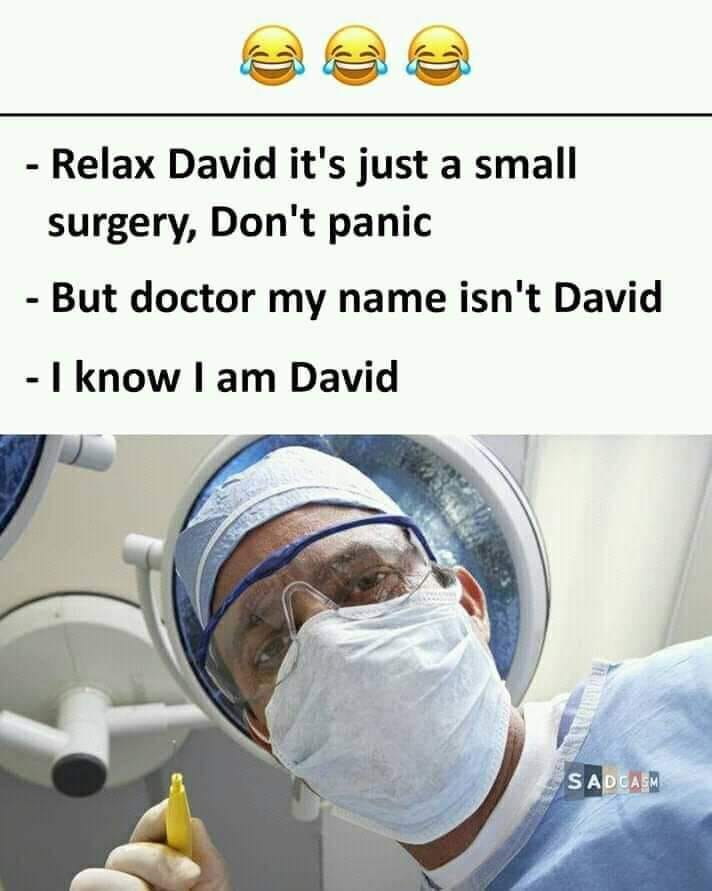 😂 😂 😂
- Relax David it's just a small
surgery, Don't panic
- But doctor my name isn't David
- I know I am David
SADCASM